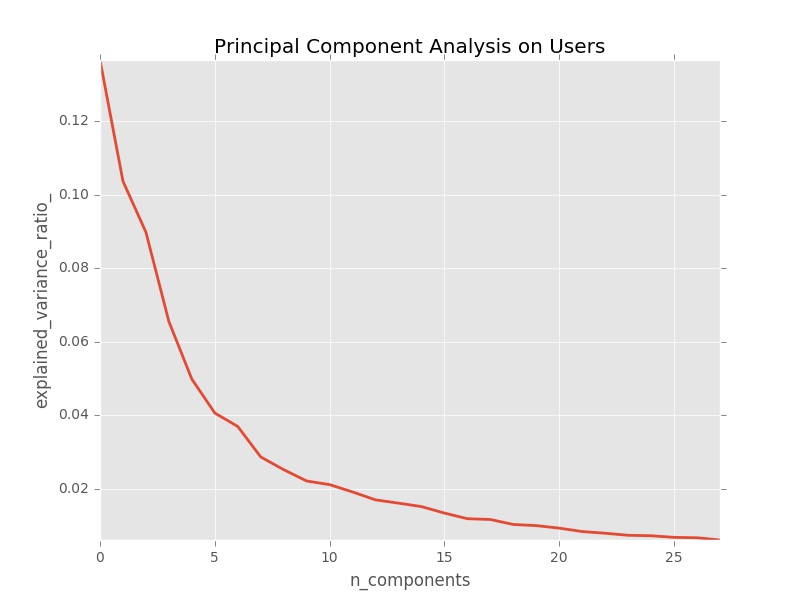 Principal Component Analysis on Users
0.12
0.10
0.08
0.06
0.04
0.02
explained_variance_ratio_
0 5 10 15 20 25
n_components